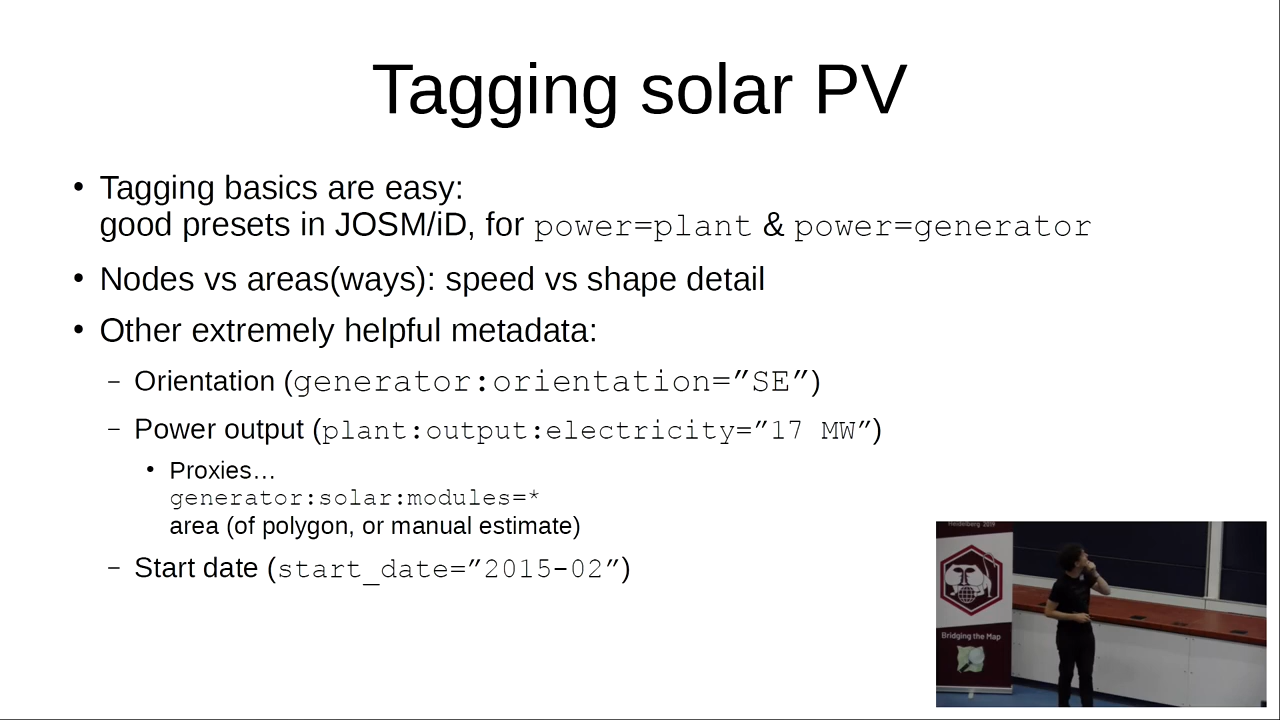 Tagging solar PV
• Tagging basics are easy:
good presets in JOSM/iD, for power=plant & power=generator
• Nodes vs areas(ways): speed vs shape detail
• Other extremely helpful metadata:
– Orientation (generator:orientation=”SE”)
– Power output (plant:output:electricity=”17 MW”)
• Proxies…
generator:solar:modules=*
area (of polygon, or manual estimate)
– Start date (start_date=”2015-02”)
Heidelberg 2019
Bridging the Map